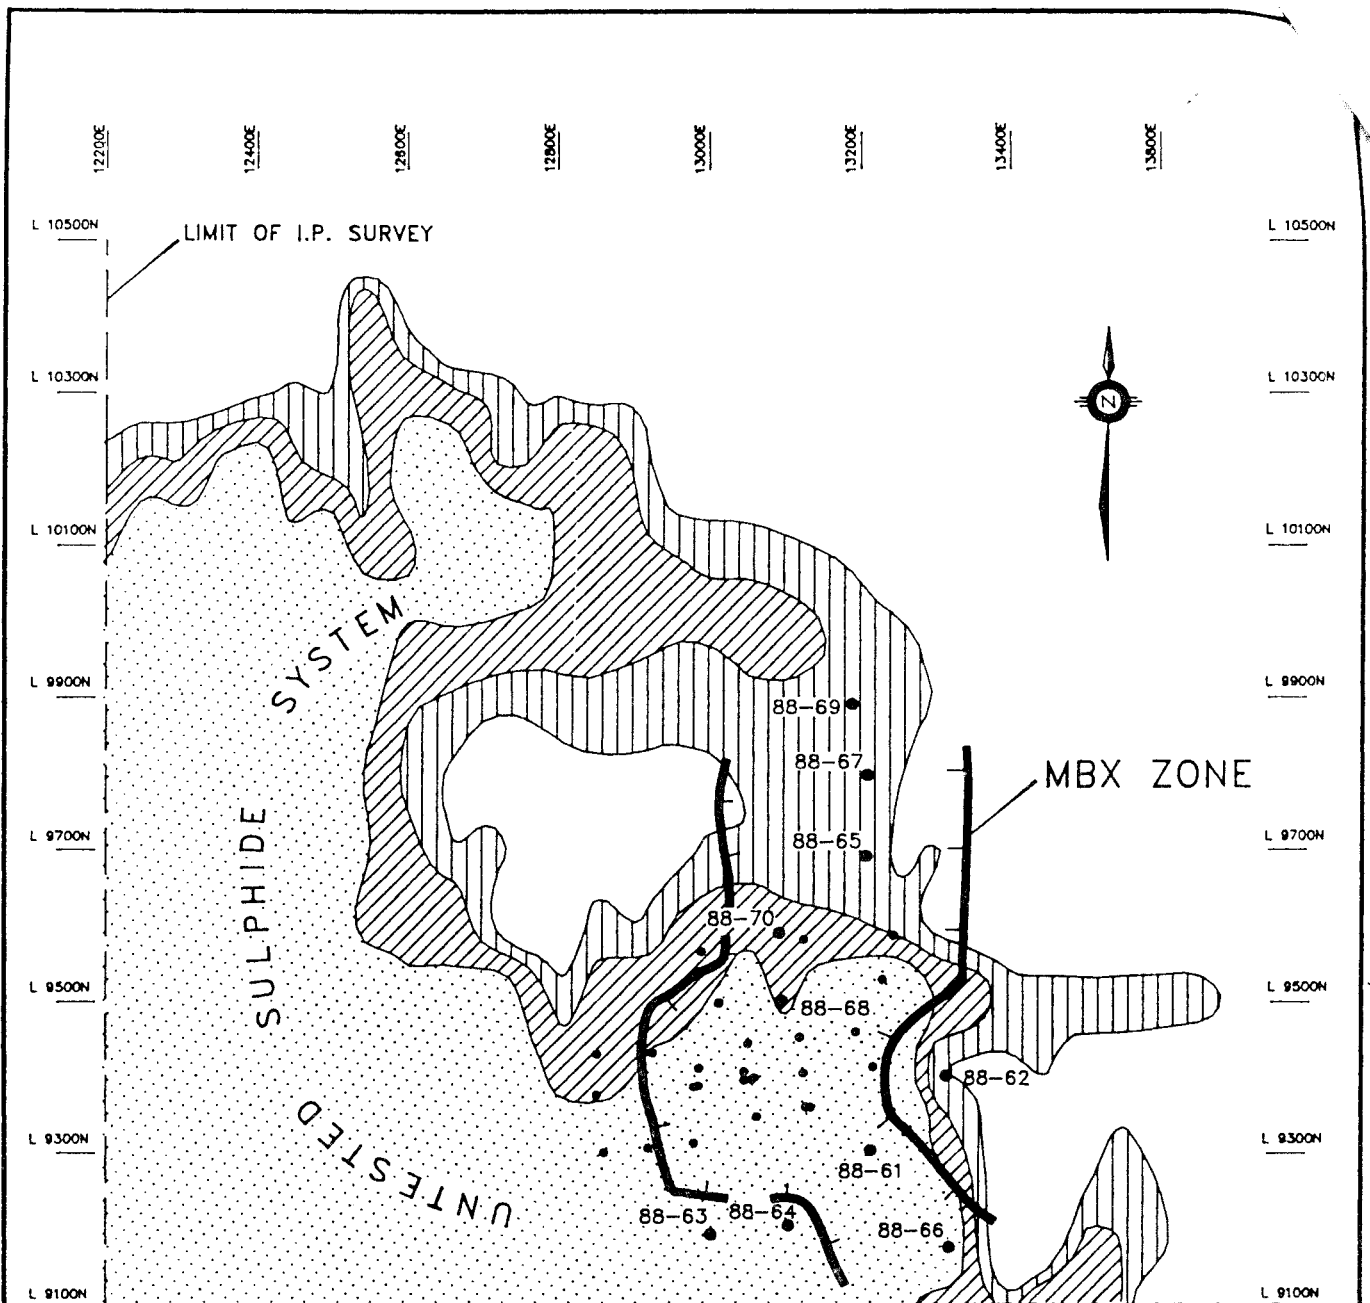 12200E
12400E
12600E
12800E
13000E
13200E
13400E
13800E
L 10500N
L 10500N
LIMIT OF I.P. SURVEY
L 10300N
L 10300N
N
L 10100N
L 10100N
SYSTEM
L 9900N
L 9900N
88-69
88-67
MBX ZONE
88-65
L 9700N
L 9700N
SULPHIDE
88-70
L 9500N
L 9500N
88-68
88-62
UNTESTED
L 9300N
L 9300N
88-61
88-63
88-64
88-66
L 9100N
L 9100N